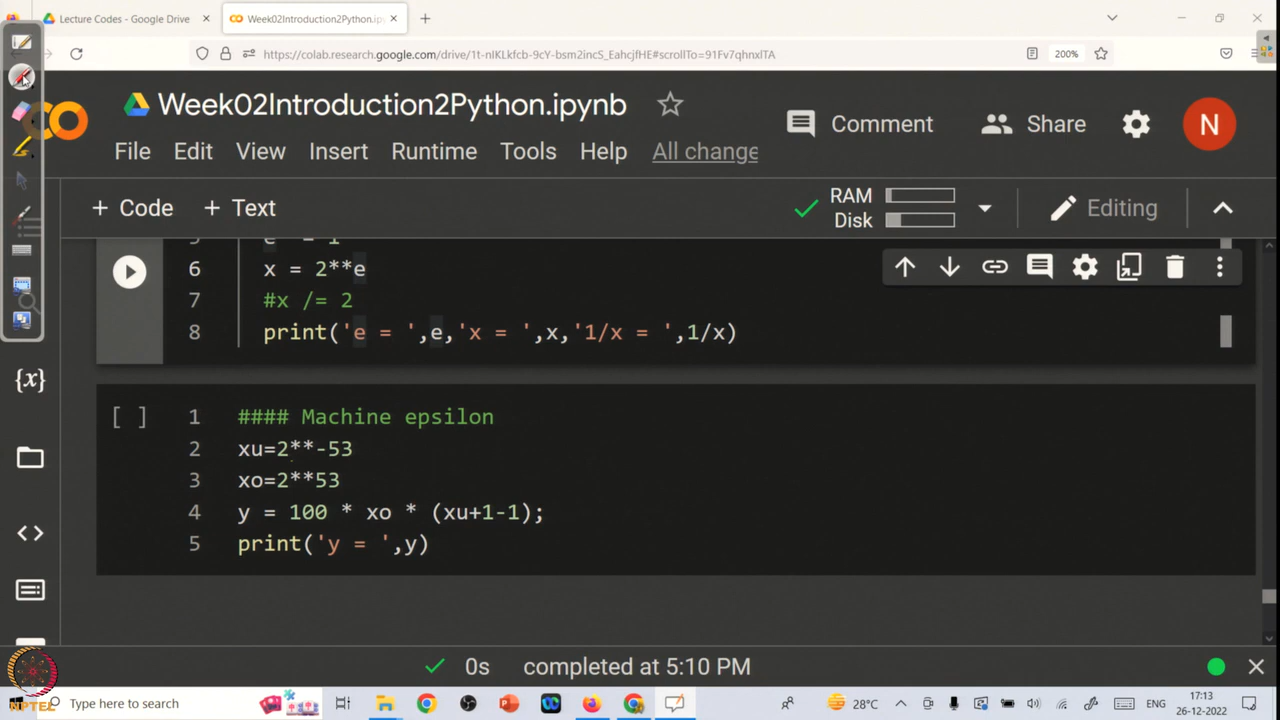 Lecture Codes - Google Drive
Week02Introduction2Python.ipynb
https://colab.research.google.com/drive/1t-nIKLkfcb-9cY-bsm2incS_EahcjfHE#scrollTo=91Fv7qhnxlTA
200%
Week02Introduction2Python.ipynb
Comment
Share
N
File Edit View Insert Runtime Tools Help All change
+ Code + Text
RAM
Disk
Editing
6 x = 2**e
7 #x /= 2
8 print('e = ',e,'x = ',x,'1/x = ',1/x)
{x}
[ ] 1 #### Machine epsilon
2 xu=2**-53
3 xo=2**53
4 y = 100 * xo * (xu+1-1);
5 print('y = ',y)
0s completed at 5:10 PM
NPTEL
Type here to search
28°C
ENG
17:13
26-12-2022